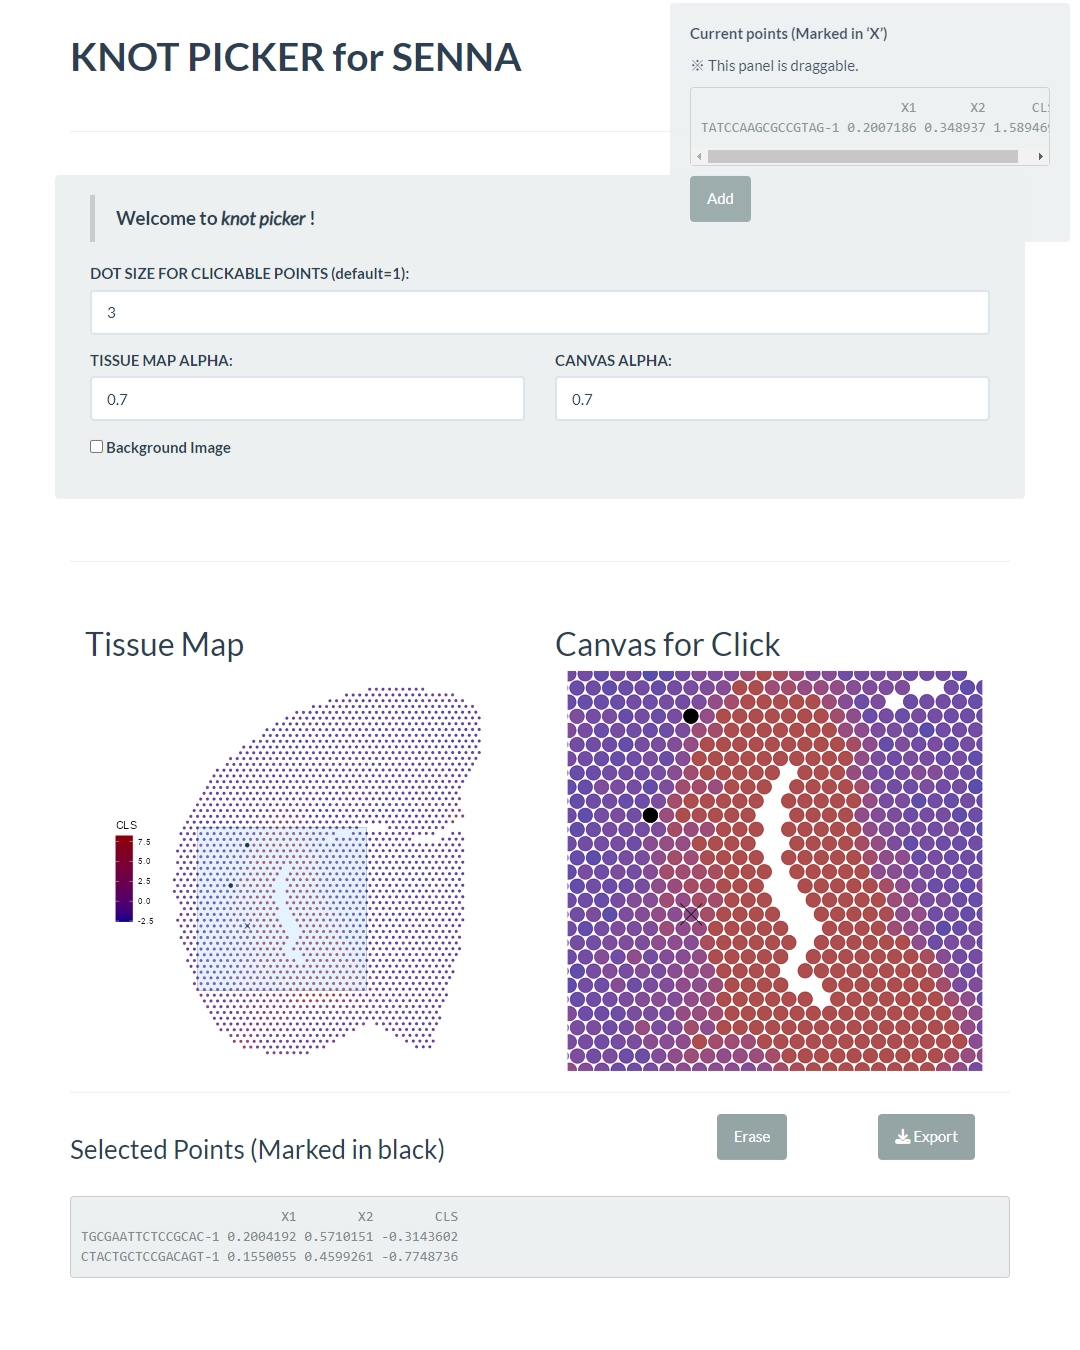 KNOT PICKER for SENNA
Current points (Marked in ‘X’)
※ This panel is draggable.
X1 X2 CLS
TATCCAAGCGCCGTAG-1 0.2007186 0.348937 1.589469
Add
Welcome to knot picker !
DOT SIZE FOR CLICKABLE POINTS (default=1):
3
TISSUE MAP ALPHA:
CANVAS ALPHA:
0.7
0.7
Background Image
Tissue Map
Canvas for Click
CLS
7.5
5.0
2.5
0.0
-2.5
Selected Points (Marked in black)
Erase
Export
X1 X2 CLS
TGCGAATTCTCCGCAC-1 0.2004192 0.5710151 -0.3143602
CTACTGCTCCGACAGT-1 0.1550055 0.4599261 -0.7748736